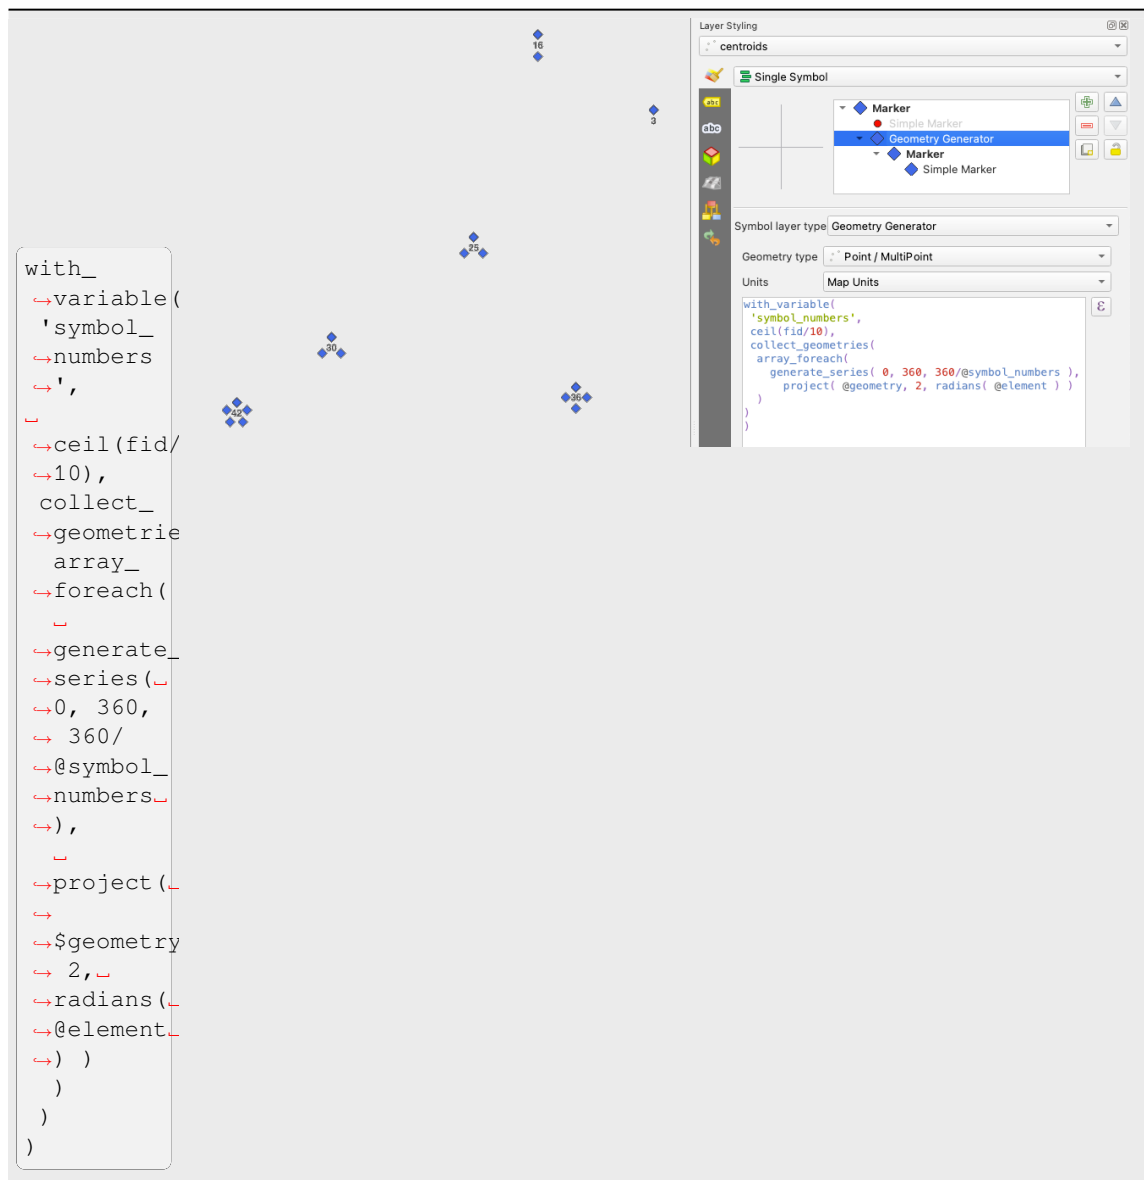 with_
↪variable(
'symbol_
↪numbers
↪',
␣
↪ceil(fid/
↪10),
collect_
↪geometrie
array_
↪foreach(
␣
↪generate_
↪series(␣
↪0, 360,
↪ 360/
↪@symbol_
↪numbers␣
↪),
␣
↪project(␣
↪
↪$geometry
↪ 2,␣
↪radians(␣
↪@element␣
↪) )
)
)
)
16
3
25
30
36
42
Layer Styling
centroids
Single Symbol
abc
abc
Marker
Simple Marker
Geometry Generator
Marker
Simple Marker
Symbol layer type Geometry Generator
Geometry type Point / MultiPoint
Units Map Units
ε
with_variable(
'symbol_numbers',
ceil(fid/10),
collect_geometries(
array_foreach(
generate_series( 0, 360, 360/@symbol_numbers ),
project( @geometry, 2, radians( @element ) )
)
)
)